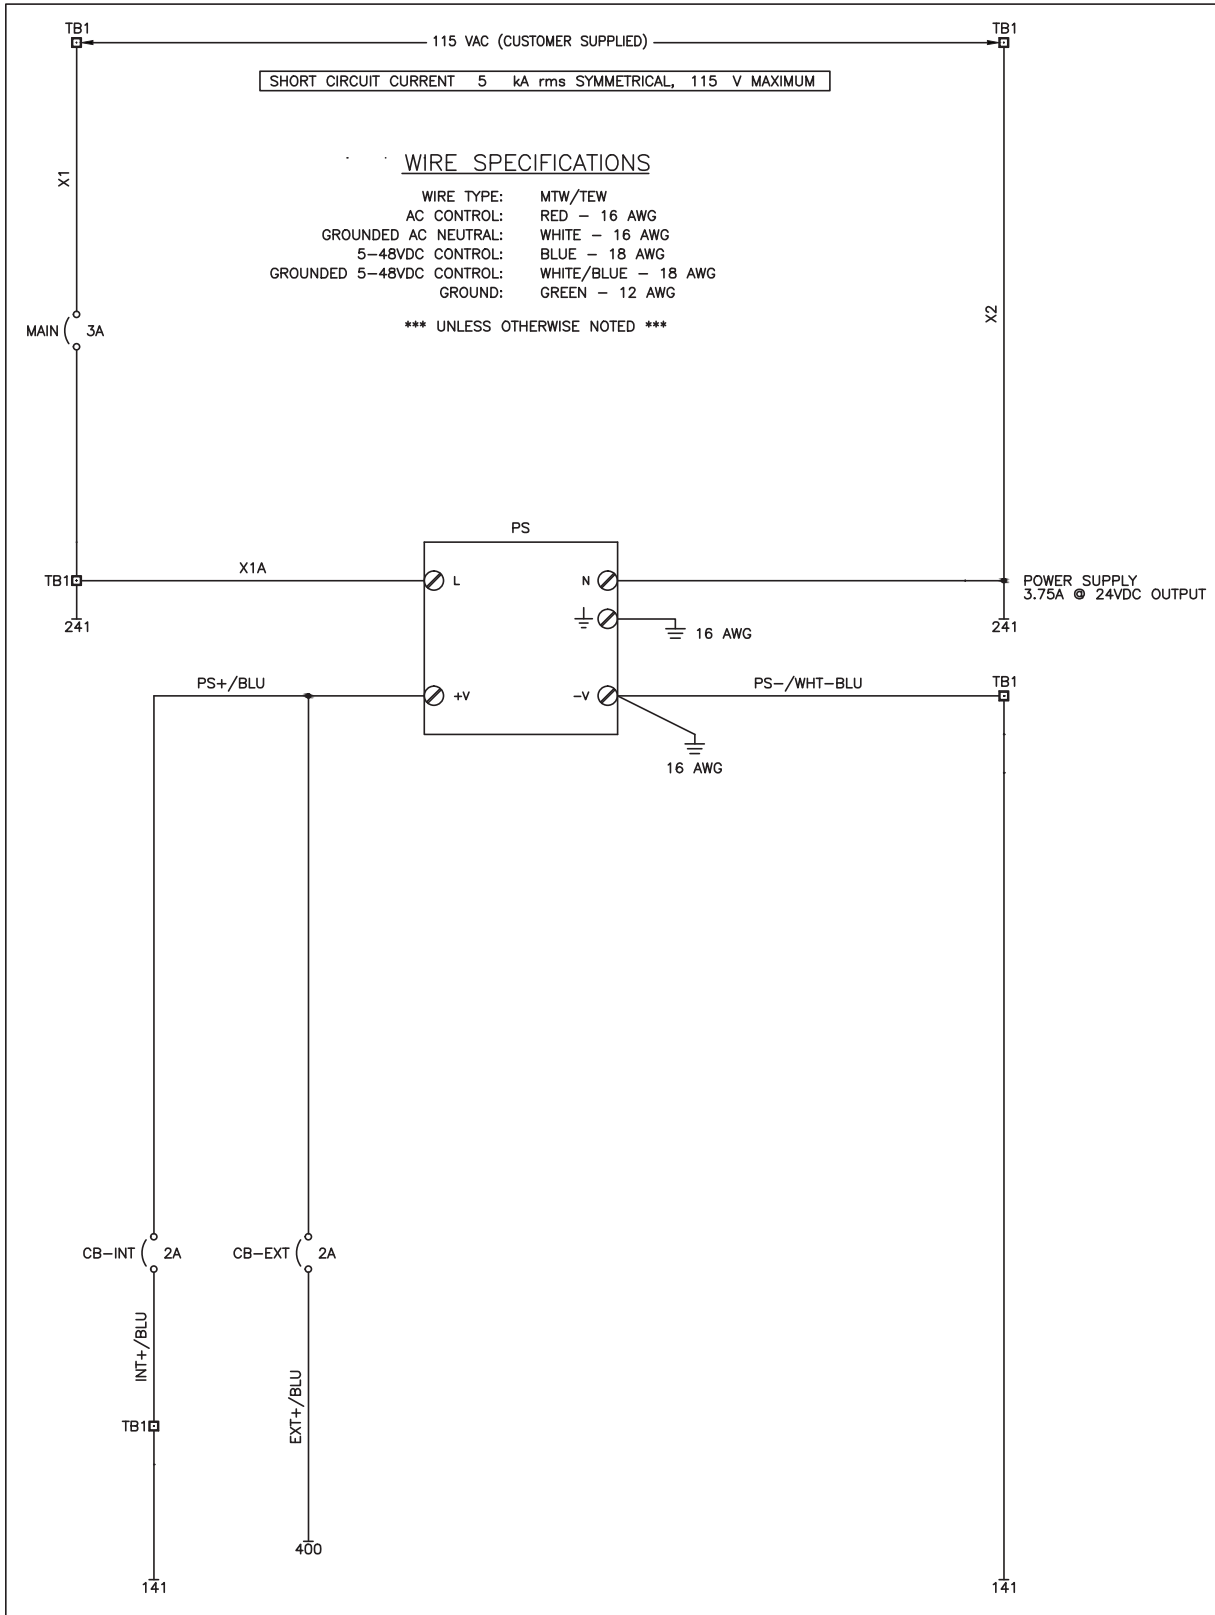 TB1
115 VAC (CUSTOMER SUPPLIED)
TB1
SHORT CIRCUIT CURRENT 5 kA rms SYMMETRICAL, 115 V MAXIMUM
WIRE SPECIFICATIONS
WIRE TYPE: MTW/TEW
AC CONTROL: RED – 16 AWG
GROUNDED AC NEUTRAL: WHITE – 16 AWG
5–48VDC CONTROL: BLUE – 18 AWG
GROUNDED 5–48VDC CONTROL: WHITE/BLUE – 18 AWG
GROUND: GREEN – 12 AWG
*** UNLESS OTHERWISE NOTED ***
X1
X2
MAIN 3A
PS
TB1
X1A
L
N
POWER SUPPLY
3.75A @ 24VDC OUTPUT
241
241
16 AWG
PS+/BLU
+V
–V
PS–/WHT–BLU
TB1
16 AWG
CB–INT 2A
CB–EXT 2A
INT+/BLU
EXT+/BLU
TB1
400
141
141